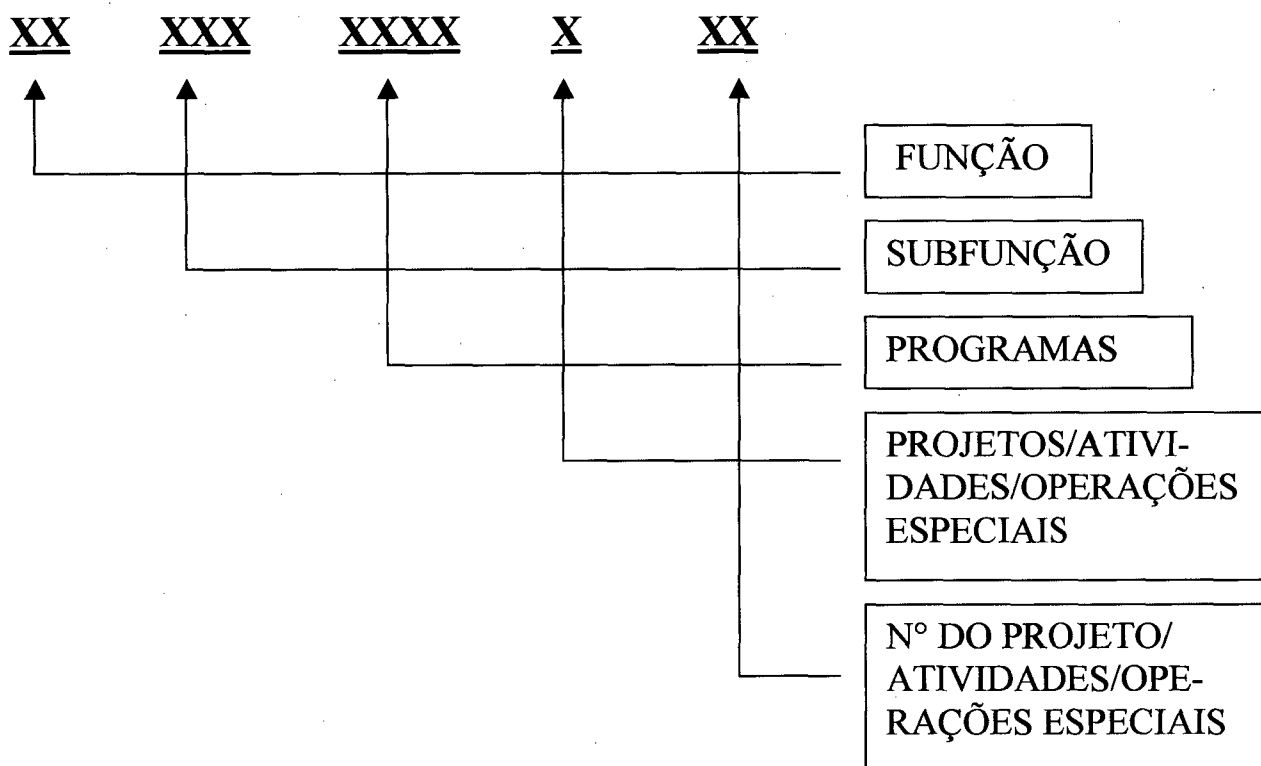 XX XXX XXXX X XX
FUNÇÃO
SUBFUNÇÃO
PROGRAMAS
PROJETOS/ATIVI-
DADES/OPERAÇÕES
ESPECIAIS
N° DO PROJETO/
ATIVIDADES/OPE-
RAÇÕES ESPECIAIS